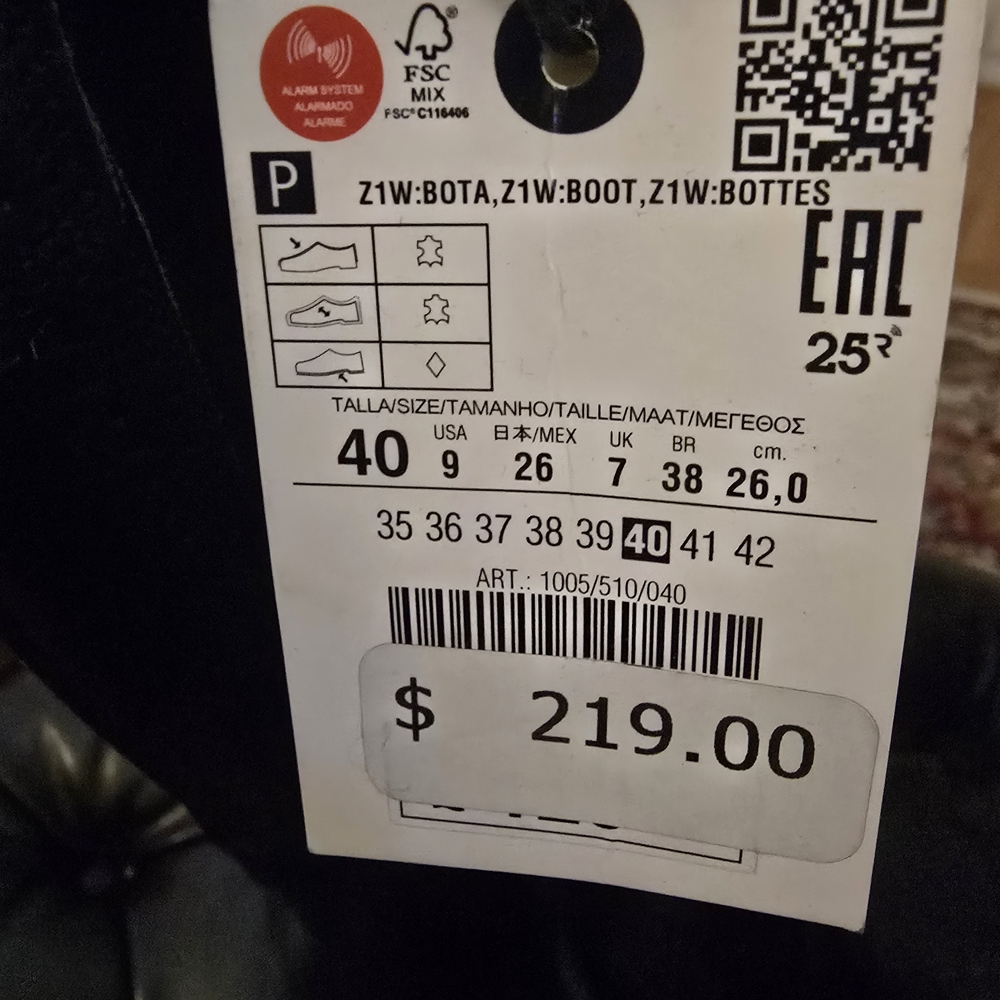 ALARM SYSTEM
ALARMADO
ALARME
FSC®
MIX
FSC® C116406
P
Z1W:BOTA,Z1W:BOOT,Z1W:BOTTES
EAC
25
TALLA/SIZE/TAMANHO/TAILLE/MAAT/ΜΕΓΕΘΟΣ
USA 日本/MEX UK BR cm.
40 9 26 7 38 26,0
35 36 37 38 39 40 41 42
ART.: 1005/510/040
$ 219.00